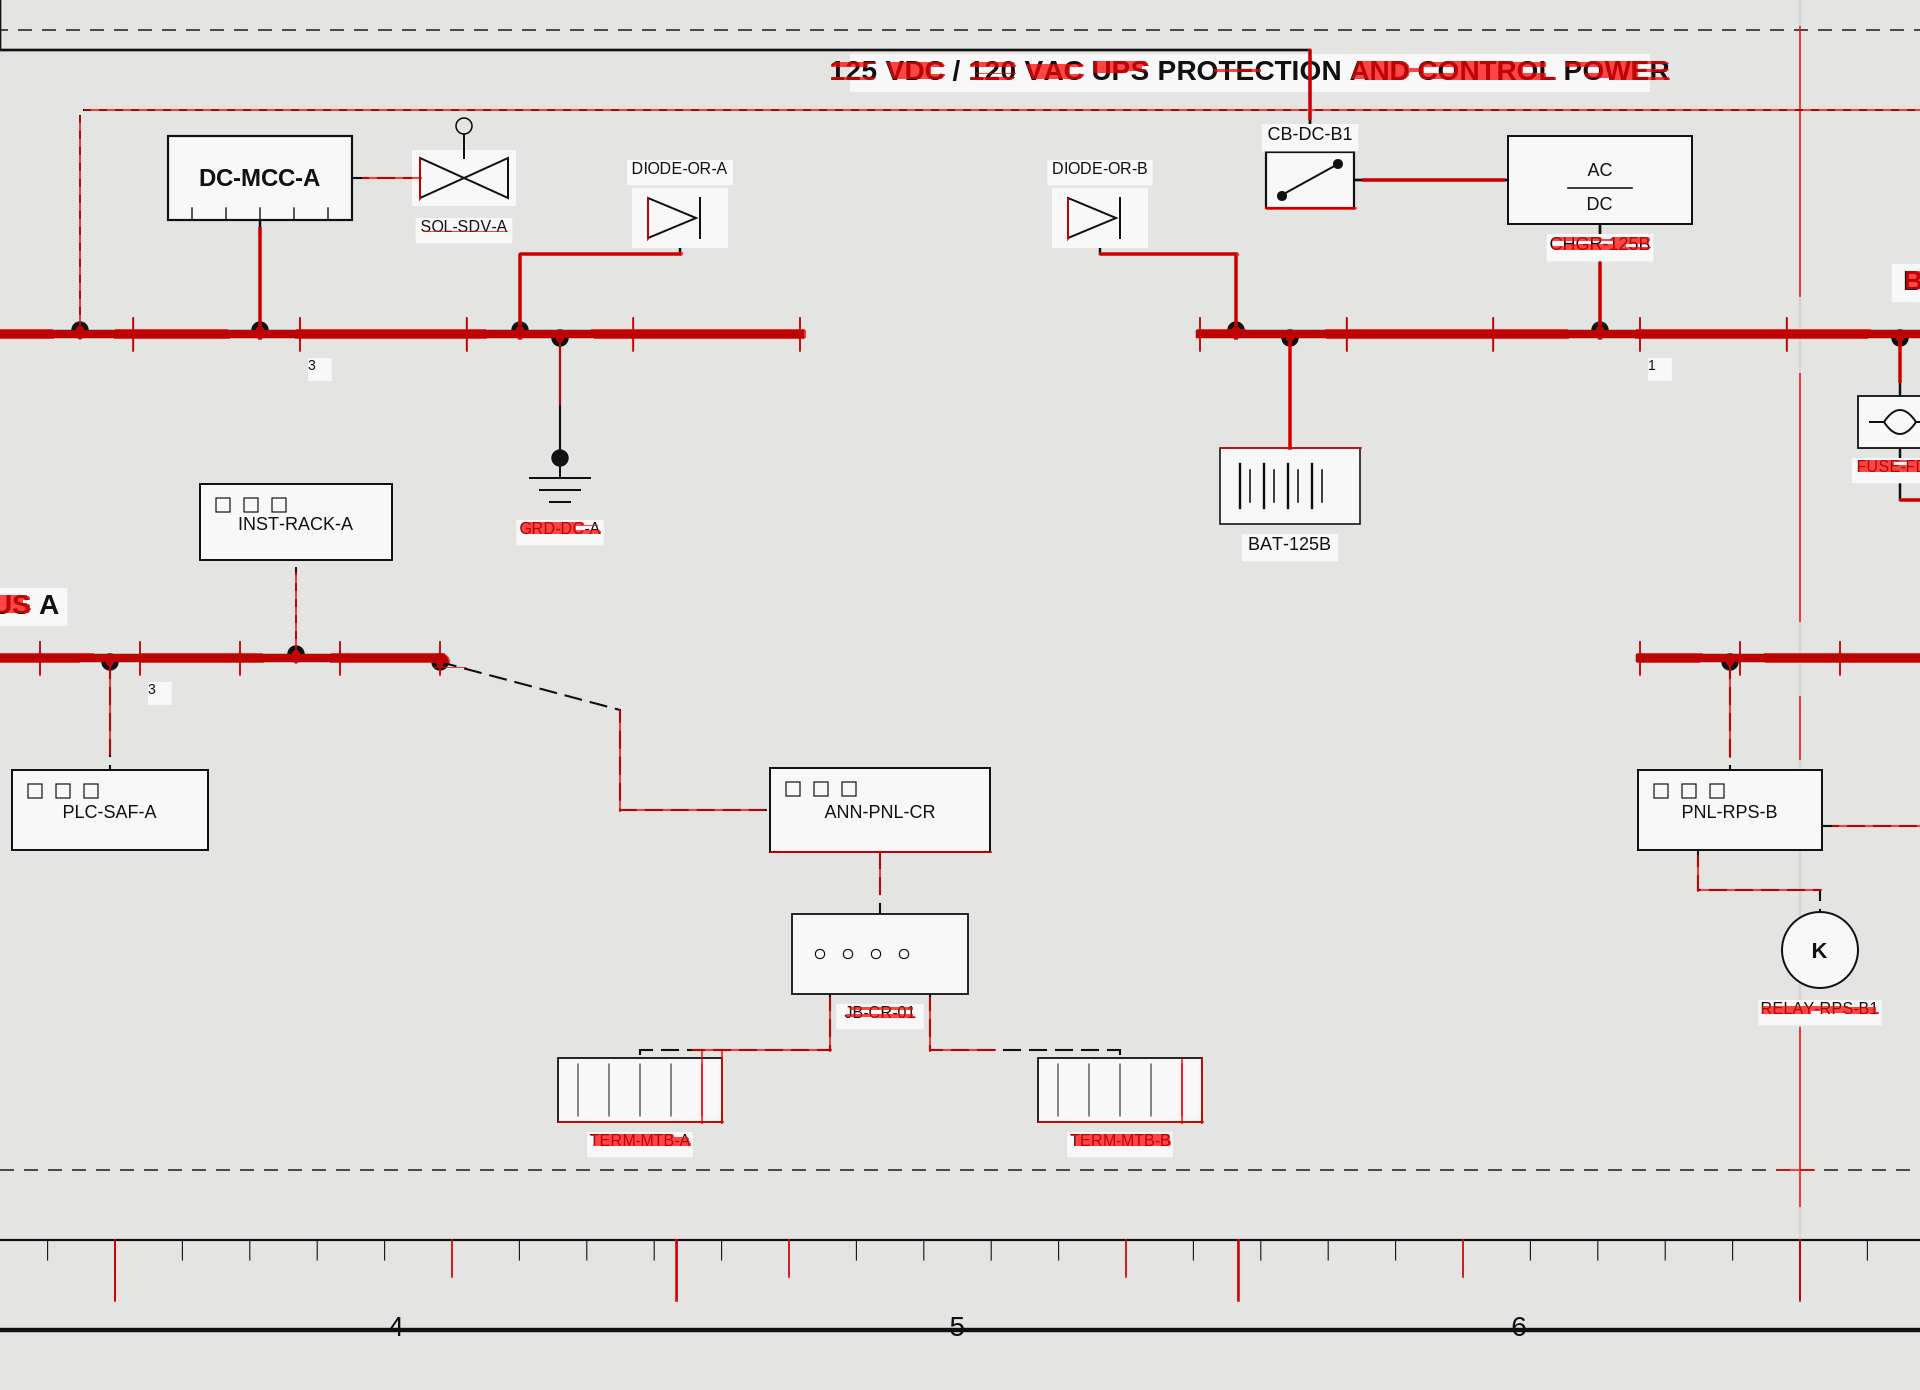 125 VDC / 120 VAC UPS PROTECTION AND CONTROL POWER
CB-DC-B1
DIODE-OR-A
DIODE-OR-B
DC-MCC-A
AC
DC
SOL-SDV-A
CHGR-125B
B
3
1
FUSE-F
INST-RACK-A
GRD-DC-A
BAT-125B
US A
3
PLC-SAF-A
ANN-PNL-CR
PNL-RPS-B
K
JB-CR-01
RELAY-RPS-B1
TERM-MTB-A
TERM-MTB-B
4
5
6